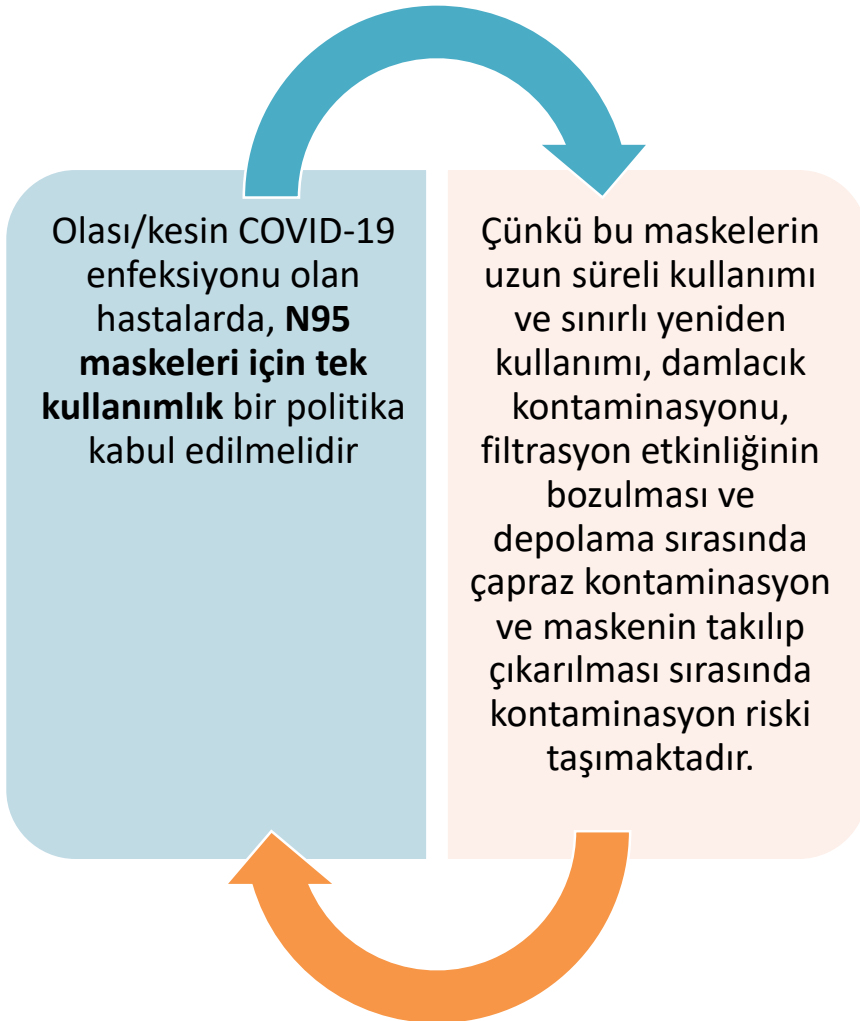 Olası/kesin COVID-19
enfeksiyonu olan
hastalarda, N95
maskeleri için tek
kullanımlık bir politika
kabul edilmelidir
Çünkü bu maskelerin
uzun süreli kullanımı
ve sınırlı yeniden
kullanımı, damlacık
kontaminasyonu,
filtrasyon etkinliğinin
bozulması ve
depolama sırasında
çapraz kontaminasyon
ve maskenin takılıp
çıkarılması sırasında
kontaminasyon riski
taşımaktadır.